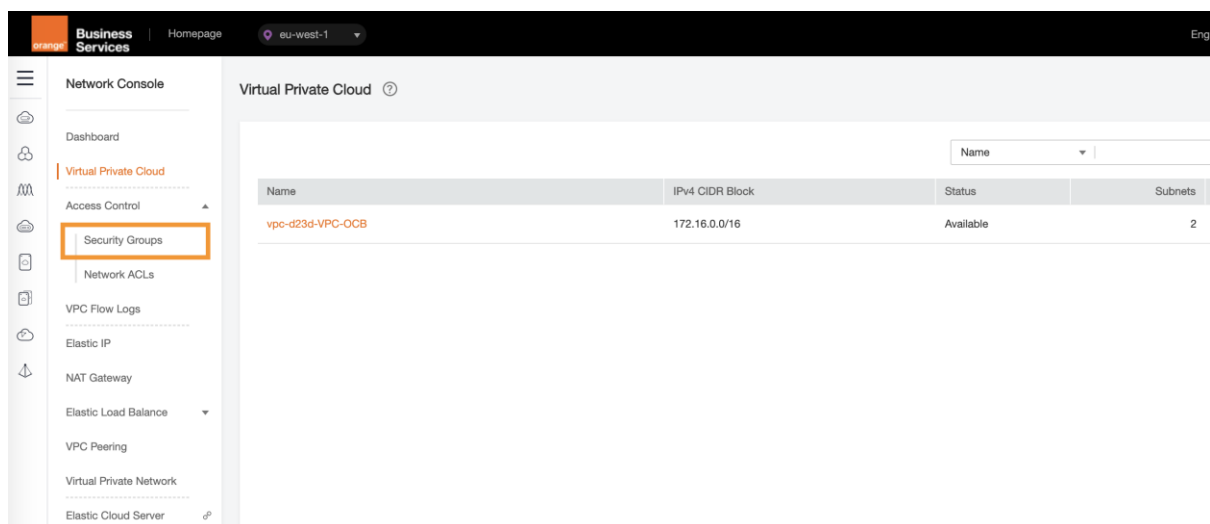 orange
Business Services
Homepage
eu-west-1
Eng
Network Console
Dashboard
Virtual Private Cloud
Access Control
Security Groups
Network ACLs
VPC Flow Logs
Elastic IP
NAT Gateway
Elastic Load Balance
VPC Peering
Virtual Private Network
Elastic Cloud Server
Virtual Private Cloud ?
Name
Name IPv4 CIDR Block Status Subnets
vpc-d23d-VPC-OCB 172.16.0.0/16 Available 2